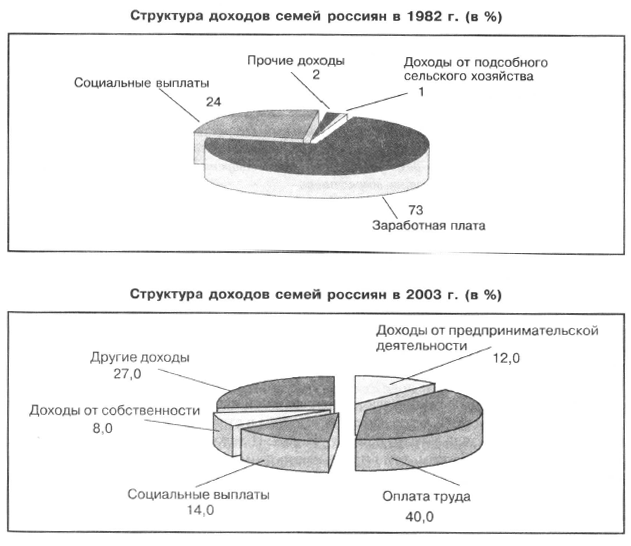 Структура доходов семей россиян в 1982 г. (в %)
Прочие доходы
2
Доходы от подсобного
сельского хозяйства
1
Социальные выплаты
24
73
Заработная плата
Структура доходов семей россиян в 2003 г. (в %)
Доходы от предпринимательской
деятельности
12,0
Другие доходы
27,0
Доходы от собственности
8,0
Социальные выплаты
14,0
Оплата труда
40,0